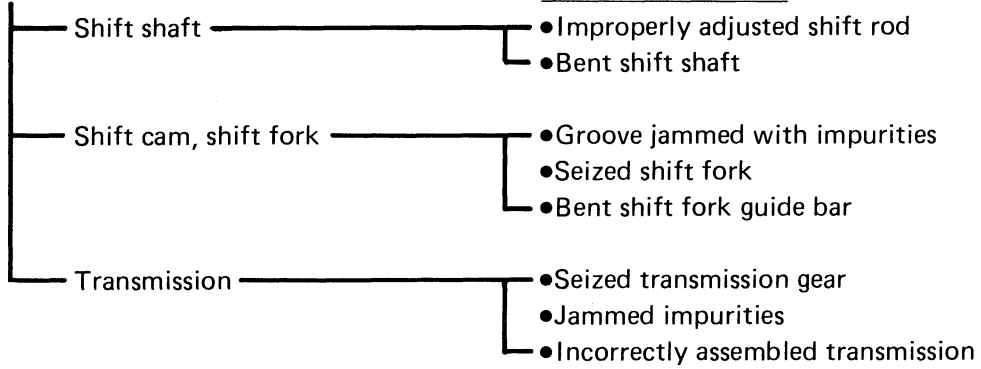 Shift shaft ●Improperly adjusted shift rod
●Bent shift shaft
Shift cam, shift fork ●Groove jammed with impurities
●Seized shift fork
●Bent shift fork guide bar
Transmission ●Seized transmission gear
●Jammed impurities
●Incorrectly assembled transmission